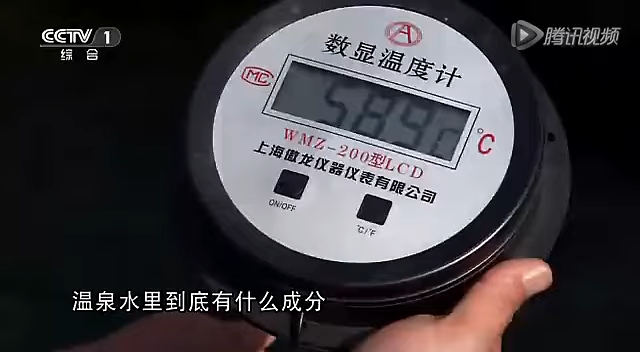 CCTV 1
综合
腾讯视频
数显温度计
MC
58.9C
°C
WMZ-200型LCD
上海傲龙仪器仪表有限公司
ON/OFF
°C/°F
温泉水里到底有什么成分